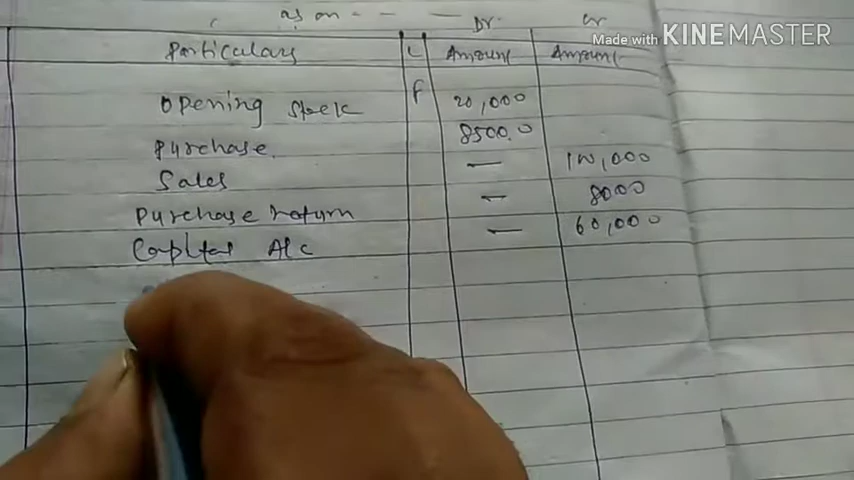 as on - - - Dr. Cr
Made with KINEMASTER
Particulars L Amount Amount
Opening Stock F 20,000
Purchase. 8500.0
Sales — 100,000
Purchase return — 8000
Capital A/c — 60,000